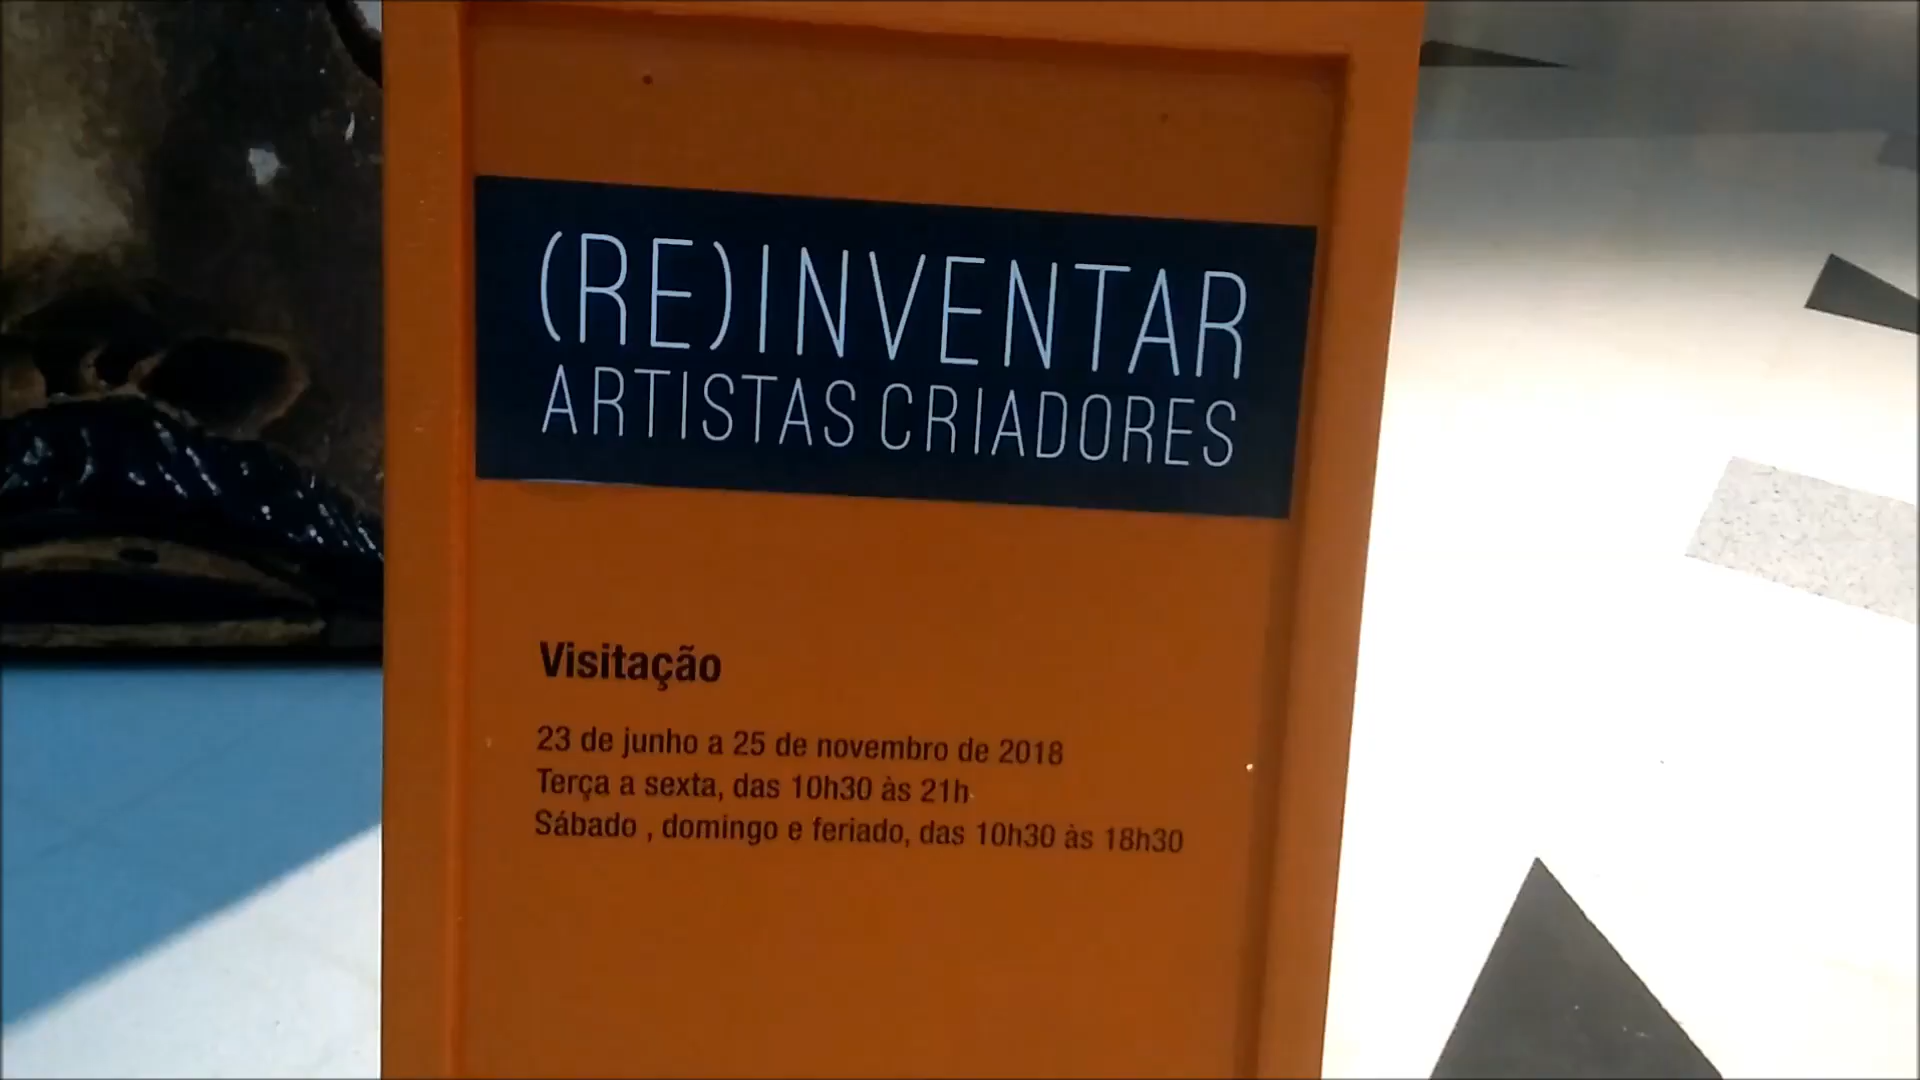 (RE)INVENTAR
ARTISTAS CRIADORES
Visitação
23 de junho a 25 de novembro de 2018
Terça a sexta, das 10h30 às 21h
Sábado , domingo e feriado, das 10h30 às 18h30